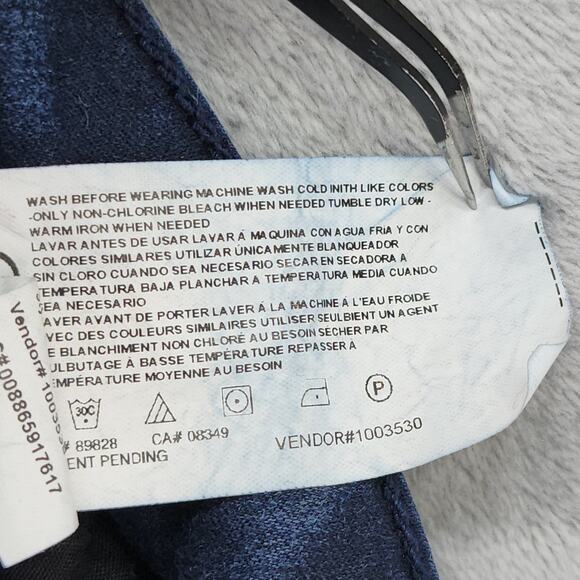 WASH BEFORE WEARING MACHINE WASH COLD INITH LIKE COLORS
-ONLY NON-CHLORINE BLEACH WHEN NEEDED TUMBLE DRY LOW -
WARM IRON WHEN NEEDED
LAVAR ANTES DE USAR LAVAR Á MAQUINA CON AGUA FRIA Y CON
COLORES SIMILARES UTILIZAR ÚNICAMENTE BLANQUEADOR
SIN CLORO CUANDO SEA NECESARIO SECAR EN SECADORA A
TEMPERATURA BAJA PLANCHAR A TEMPERATURA MEDIA CUANDO
SEA NECESARIO
LAVER AVANT DE PORTER LAVER Á LA MACHINE Á L'EAU FROIDE
AVEC DES COULEURS SIMILAIRES UTILISER SEULBIENT UN AGENT
DE BLANCHIMENT NON CHLORÉ AU BESOIN SÉCHER PAR
CULBUTAGE Á BASSE TEMPÉRATURE REPASSER Á
TEMPÉRATURE MOYENNE AU BESOIN
30C
P
# 89828 CA# 08349 VENDOR#1003530
ENT PENDING
Vendor# 1003
#008865917617